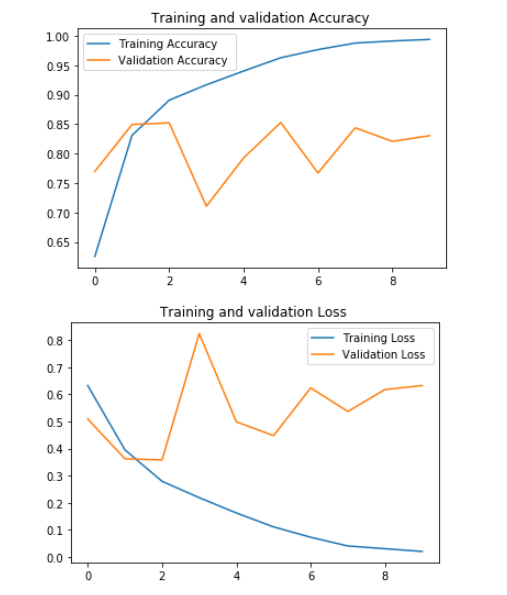 Training and validation Accuracy
1.00
0.95
0.90
0.85
0.80
0.75
0.70
0.65
Training Accuracy
Validation Accuracy
0 2 4 6 8
Training and validation Loss
0.8
0.7
0.6
0.5
0.4
0.3
0.2
0.1
0.0
Training Loss
Validation Loss
0 2 4 6 8